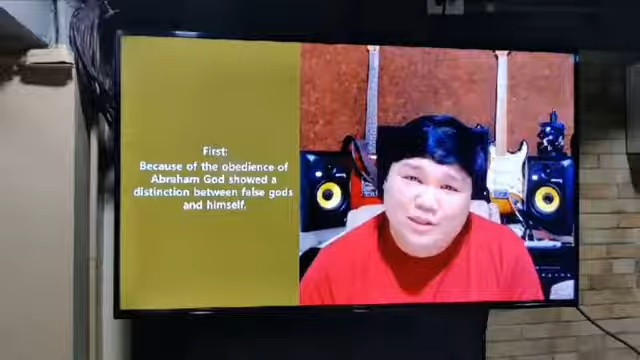 First:
Because of the obedience of
Abraham God showed a
distinction between false gods
and himself.